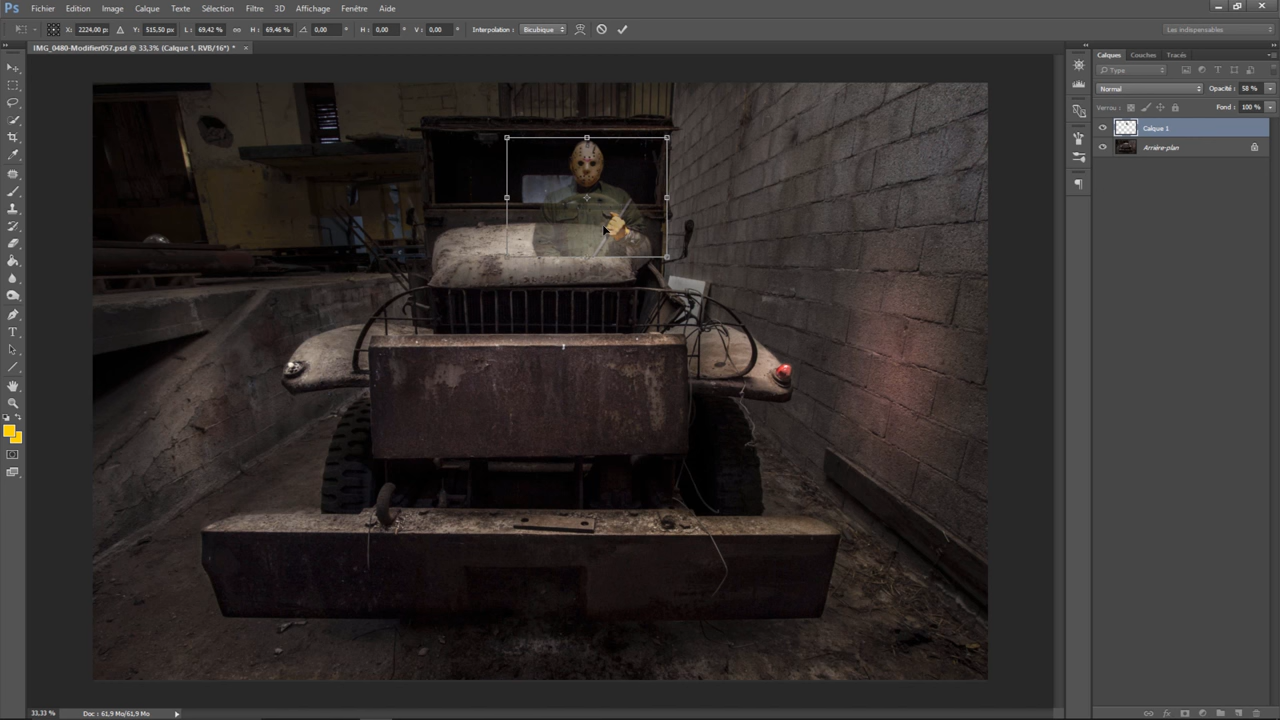 Ps Fichier Edition Image Calque Texte Sélection Filtre 3D Affichage Fenêtre Aide
X: 2224,00 px Y: 515,50 px L: 69,42 % H: 69,46 % 0,00 ° H: 0,00 ° V: 0,00 ° Interpolation : Bicubique Les indispensables
IMG_0480-Modifier057.psd @ 33,3% (Calque 1, RVB/16*) * ×
Calques Couches Tracés
Type
Normal Opacité : 58 %
Verrou : Fond : 100 %
Calque 1
Arrière-plan
33,33 % Doc : 61,9 Mo/61,9 Mo